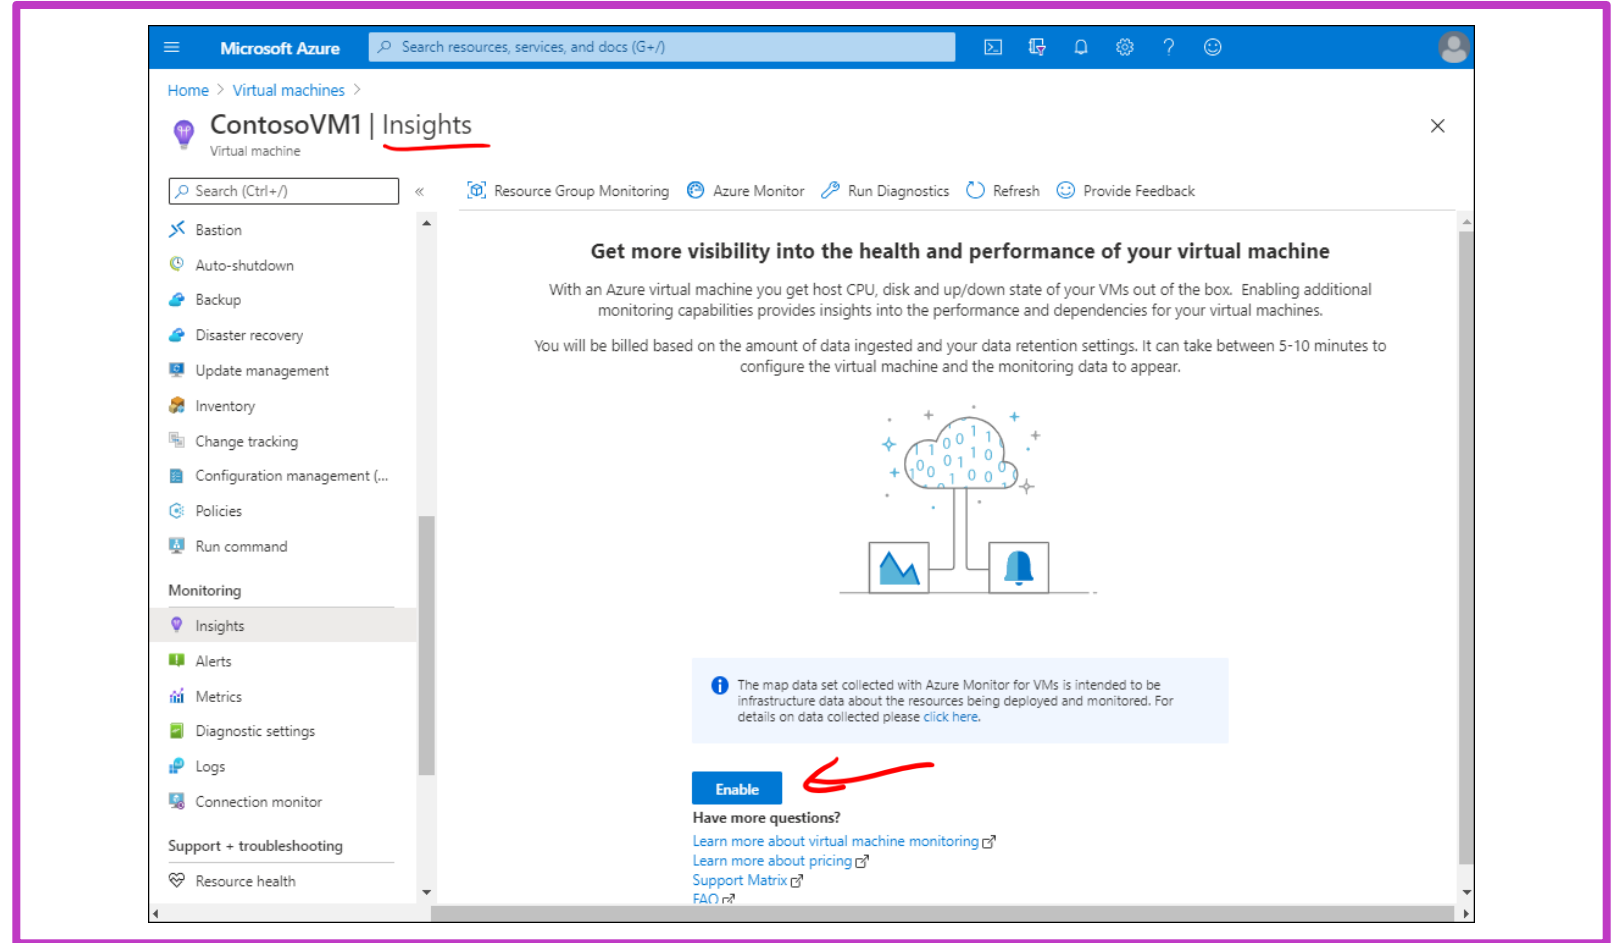 Microsoft Azure
Search resources, services, and docs (G+/)
Home > Virtual machines >
ContosoVM1 | Insights
Virtual machine
Search (Ctrl+/)
«
Resource Group Monitoring
Azure Monitor
Run Diagnostics
Refresh
Provide Feedback
Bastion
Auto-shutdown
Backup
Disaster recovery
Update management
Inventory
Change tracking
Configuration management (...
Policies
Run command
Monitoring
Insights
Alerts
Metrics
Diagnostic settings
Logs
Connection monitor
Support + troubleshooting
Resource health
Get more visibility into the health and performance of your virtual machine
With an Azure virtual machine you get host CPU, disk and up/down state of your VMs out of the box. Enabling additional
monitoring capabilities provides insights into the performance and dependencies for your virtual machines.
You will be billed based on the amount of data ingested and your data retention settings. It can take between 5-10 minutes to
configure the virtual machine and the monitoring data to appear.
The map data set collected with Azure Monitor for VMs is intended to be
infrastructure data about the resources being deployed and monitored. For
details on data collected please click here.
Enable
Have more questions?
Learn more about virtual machine monitoring
Learn more about pricing
Support Matrix
FAQ